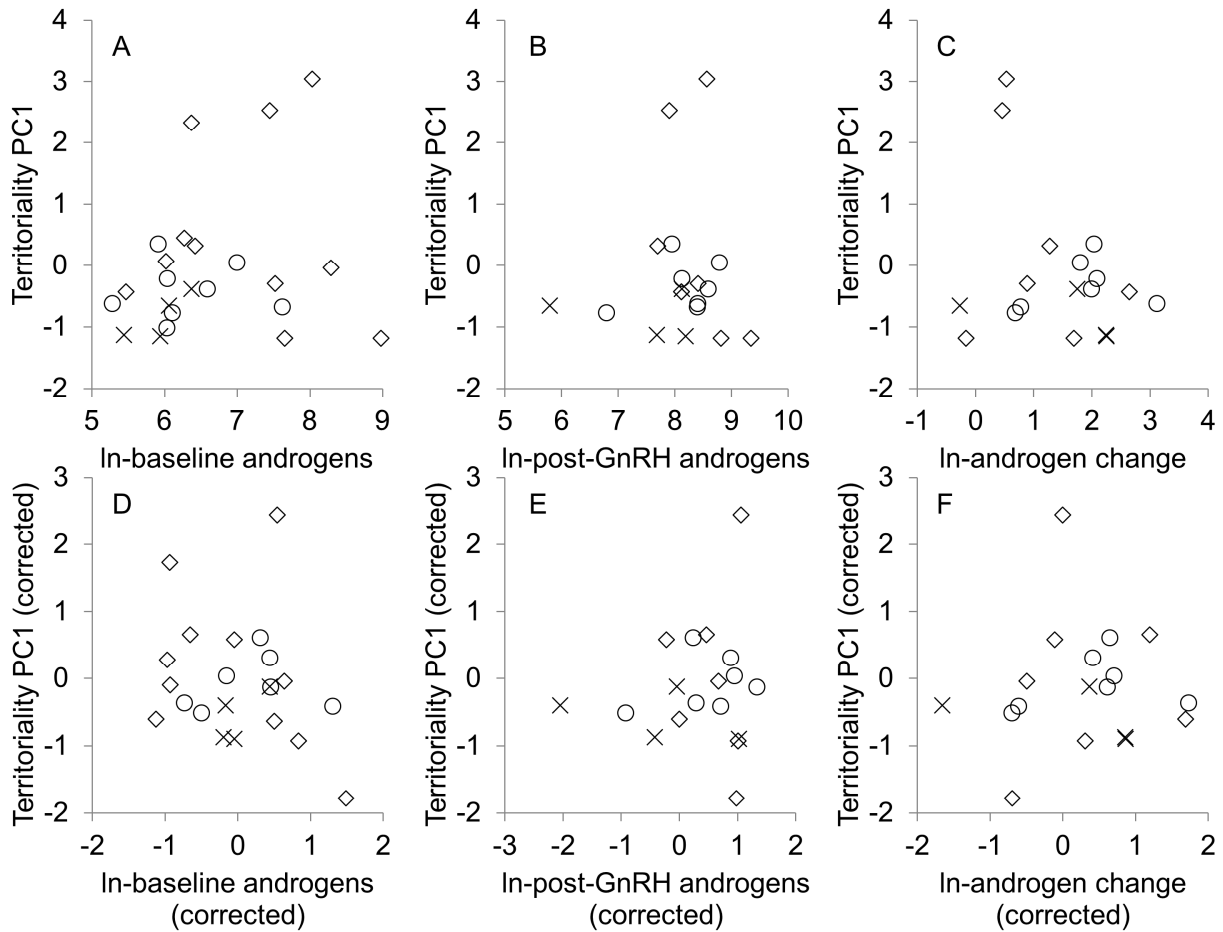 A
Territoriality PC1
4
3
2
1
0
-1
-2
5 6 7 8 9
ln-baseline androgens
B
Territoriality PC1
4
3
2
1
0
-1
-2
5 6 7 8 9 10
ln-post-GnRH androgens
C
Territoriality PC1
4
3
2
1
0
-1
-2
-1 0 1 2 3 4
ln-androgen change
D
Territoriality PC1 (corrected)
3
2
1
0
-1
-2
-2 -1 0 1 2
ln-baseline androgens
(corrected)
E
Territoriality PC1 (corrected)
3
2
1
0
-1
-2
-3 -2 -1 0 1 2
ln-post-GnRH androgens
(corrected)
F
Territoriality PC1 (corrected)
3
2
1
0
-1
-2
-2 -1 0 1 2
ln-androgen change
(corrected)